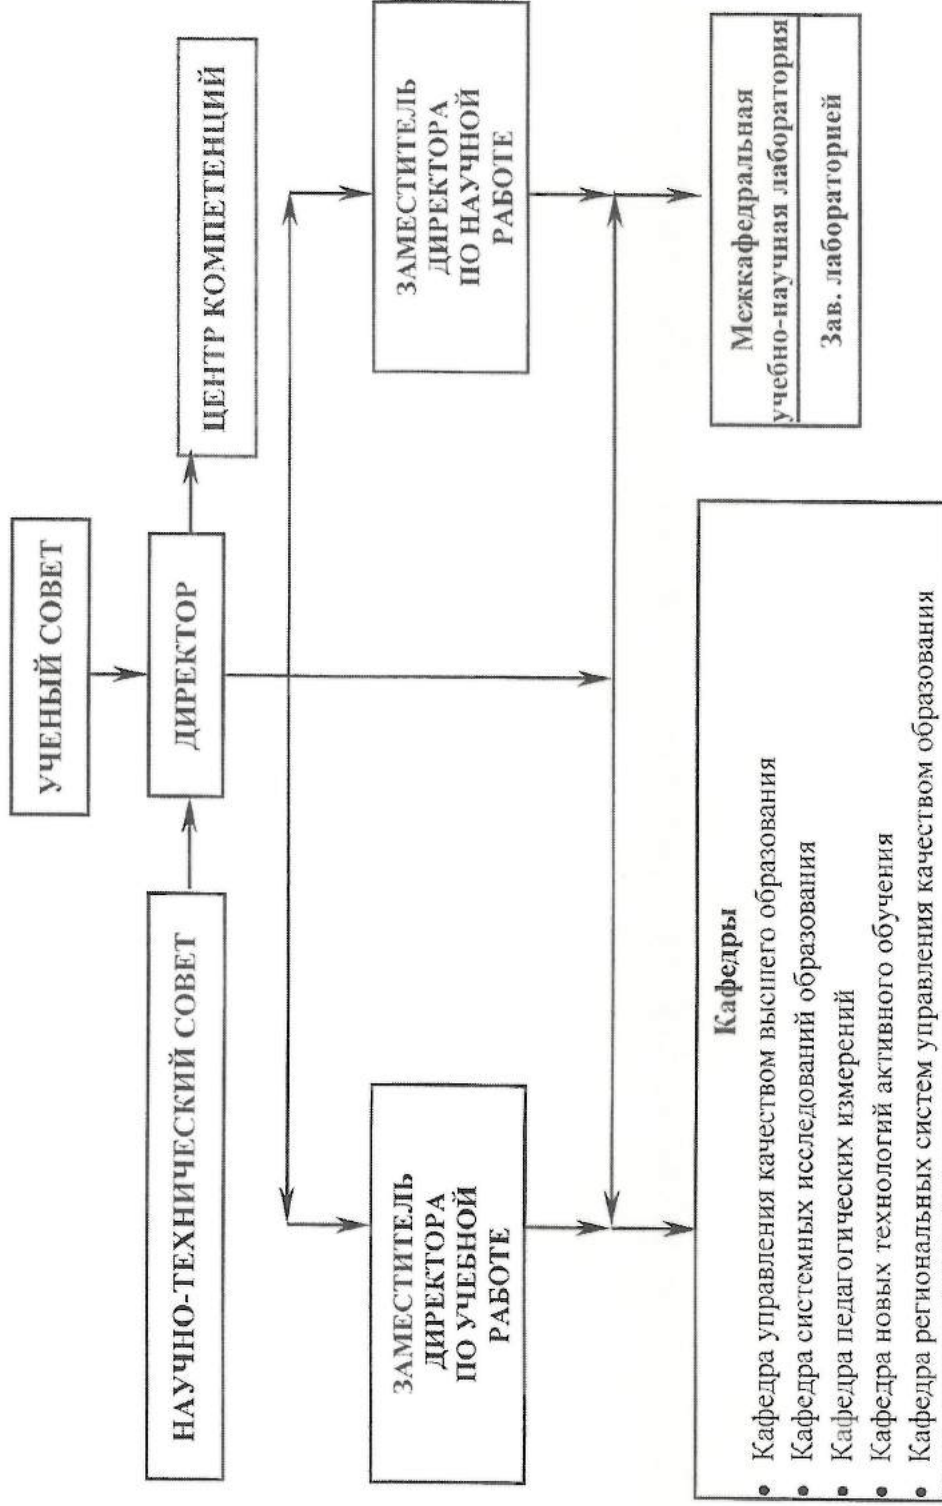 УЧЕНЫЙ СОВЕТ
НАУЧНО-ТЕХНИЧЕСКИЙ СОВЕТ
ДИРЕКТОР
ЦЕНТР КОМПЕТЕНЦИЙ
ЗАМЕСТИТЕЛЬ
ДИРЕКТОРА
ПО УЧЕБНОЙ
РАБОТЕ
ЗАМЕСТИТЕЛЬ
ДИРЕКТОРА
ПО НАУЧНОЙ
РАБОТЕ
Кафедры
• Кафедра управления качеством высшего образования
• Кафедра системных исследований образования
• Кафедра педагогических измерений
• Кафедра новых технологий активного обучения
• Кафедра региональных систем управления качеством образования
Межкафедральная
учебно-научная лаборатория
Зав. лабораторией